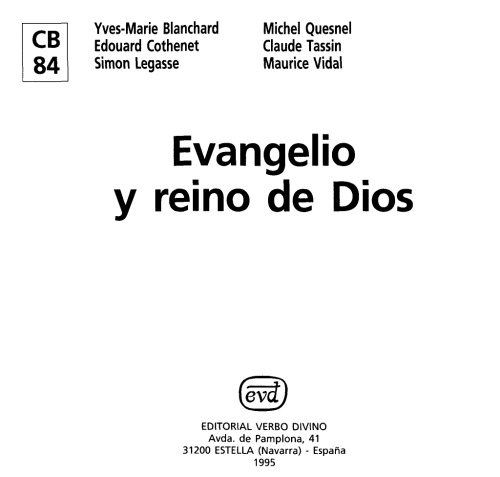 CB
84
Yves-Marie Blanchard
Edouard Cothenet
Simon Legasse
Michel Quesnel
Claude Tassin
Maurice Vidal
Evangelio
y reino de Dios
evd
EDITORIAL VERBO DIVINO
Avda. de Pamplona, 41
31200 ESTELLA (Navarra) - España
1995